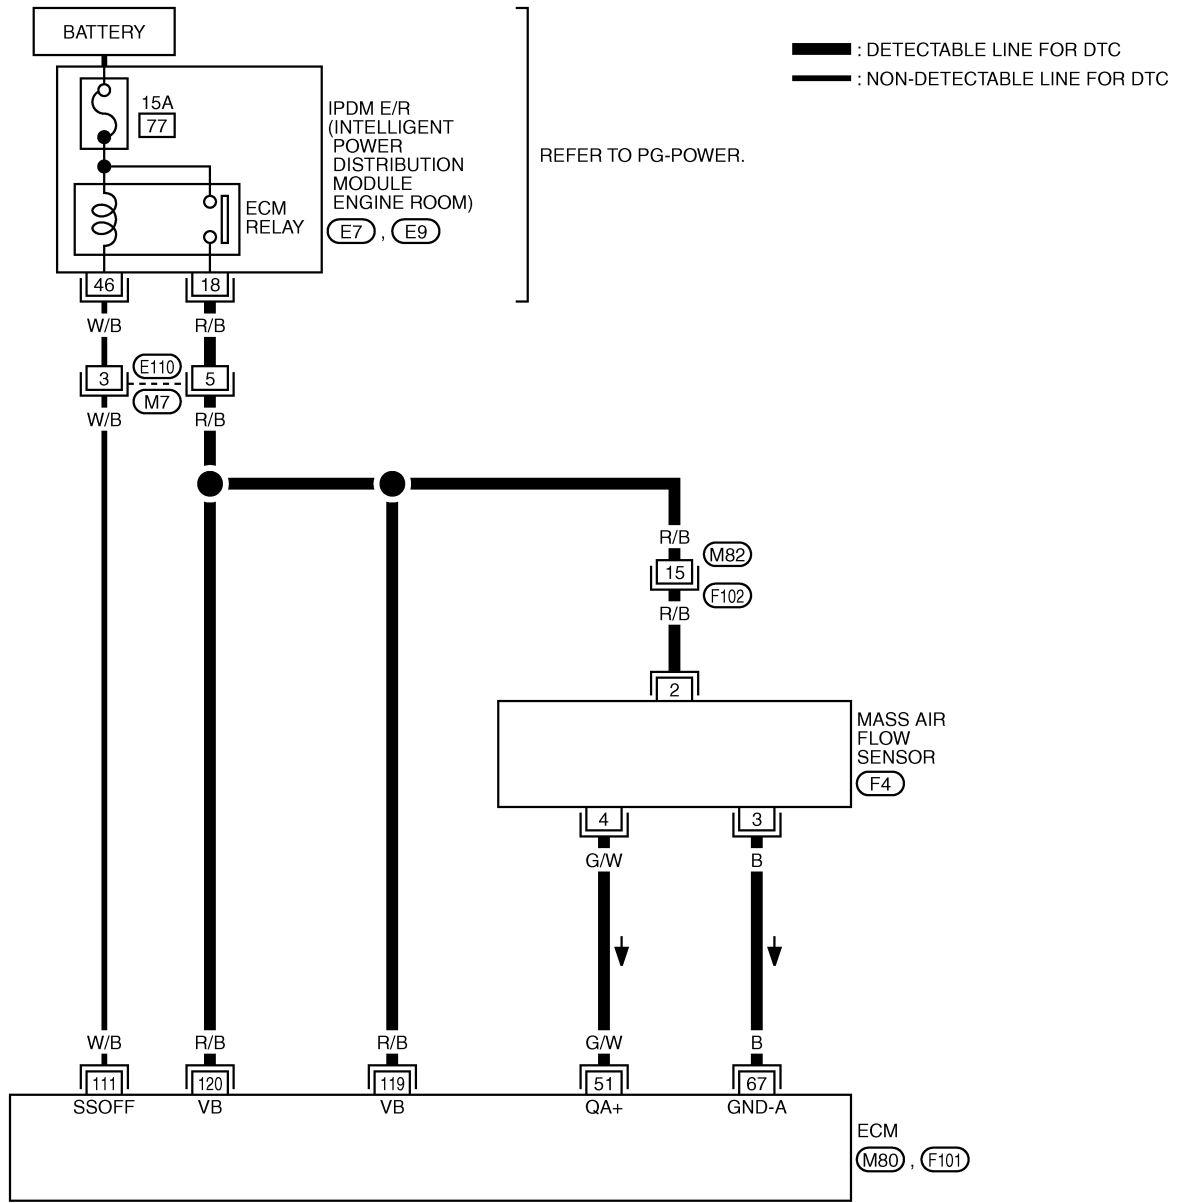 BATTERY
: DETECTABLE LINE FOR DTC
: NON-DETECTABLE LINE FOR DTC
15A
77
IPDM E/R
(INTELLIGENT
POWER
DISTRIBUTION
MODULE
ENGINE ROOM)
E7 , E9
REFER TO PG-POWER.
ECM
RELAY
46 18
W/B R/B
3 E110 5
M7
W/B R/B
R/B
M82
15
F102
R/B
2
MASS AIR
FLOW
SENSOR
F4
4 3
G/W B
W/B R/B R/B G/W B
111 120 119 51 67
SSOFF VB VB QA+ GND-A
ECM
M80 , F101